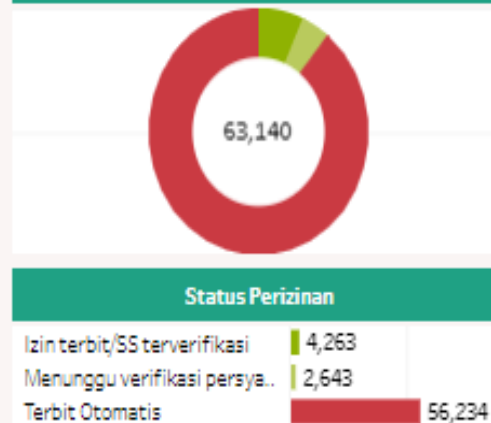 63,140
Status Perizinan
Izin terbit/SS terverifikasi 4,263
Menunggu verifikasi persya.. 2,643
Terbit Otomatis 56,234